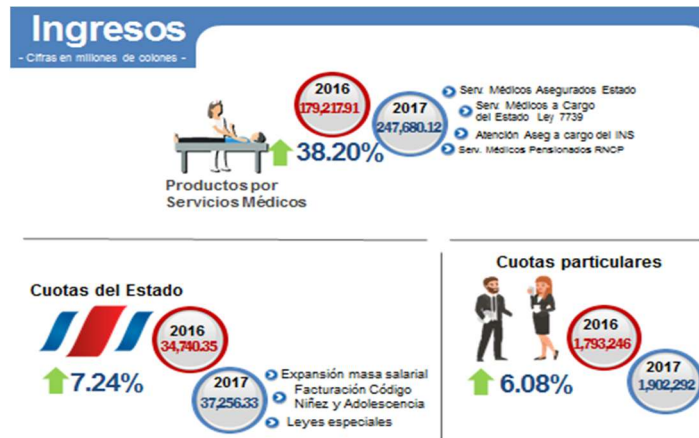 Ingresos
- Cifras en millones de colones -
2016
179,217.91
2017
247,680.12
38.20%
Productos por
Servicios Médicos
Serv. Médicos Asegurados Estado
Serv. Médicos a Cargo
del Estado Ley 7739
Atención Aseg a cargo del INS
Serv. Médicos Pensionados RNCP
Cuotas del Estado
2016
34,740.35
7.24%
2017
37,256.33
Expansión masa salarial
Facturación Código
Niñez y Adolescencia
Leyes especiales
Cuotas particulares
2016
1,793,246
6.08%
2017
1,902,292